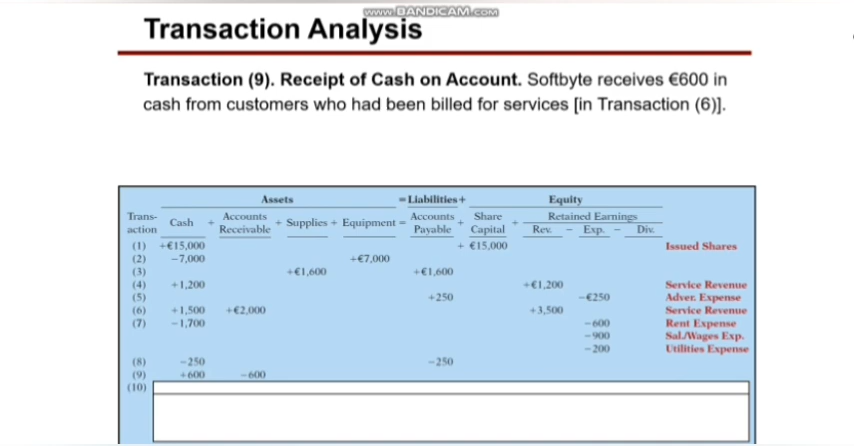 www.BANDICAM.com
Transaction Analysis
Transaction (9). Receipt of Cash on Account. Softbyte receives €600 in
cash from customers who had been billed for services [in Transaction (6)].
Assets = Liabilities + Equity
Trans- Accounts Accounts Share Retained Earnings
action Cash + Receivable + Supplies + Equipment = Payable + Capital + Rev. – Exp. – Div.
(1) +€15,000 + €15,000 Issued Shares
(2) –7,000 +€7,000
(3) +€1,600 +€1,600
(4) +1,200 +€1,200 Service Revenue
(5) +250 –€250 Adver. Expense
(6) +1,500 +€2,000 +3,500 Service Revenue
(7) –1,700 –600 Rent Expense
–900 Sal./Wages Exp.
–200 Utilities Expense
(8) –250 –250
(9) +600 –600
(10)